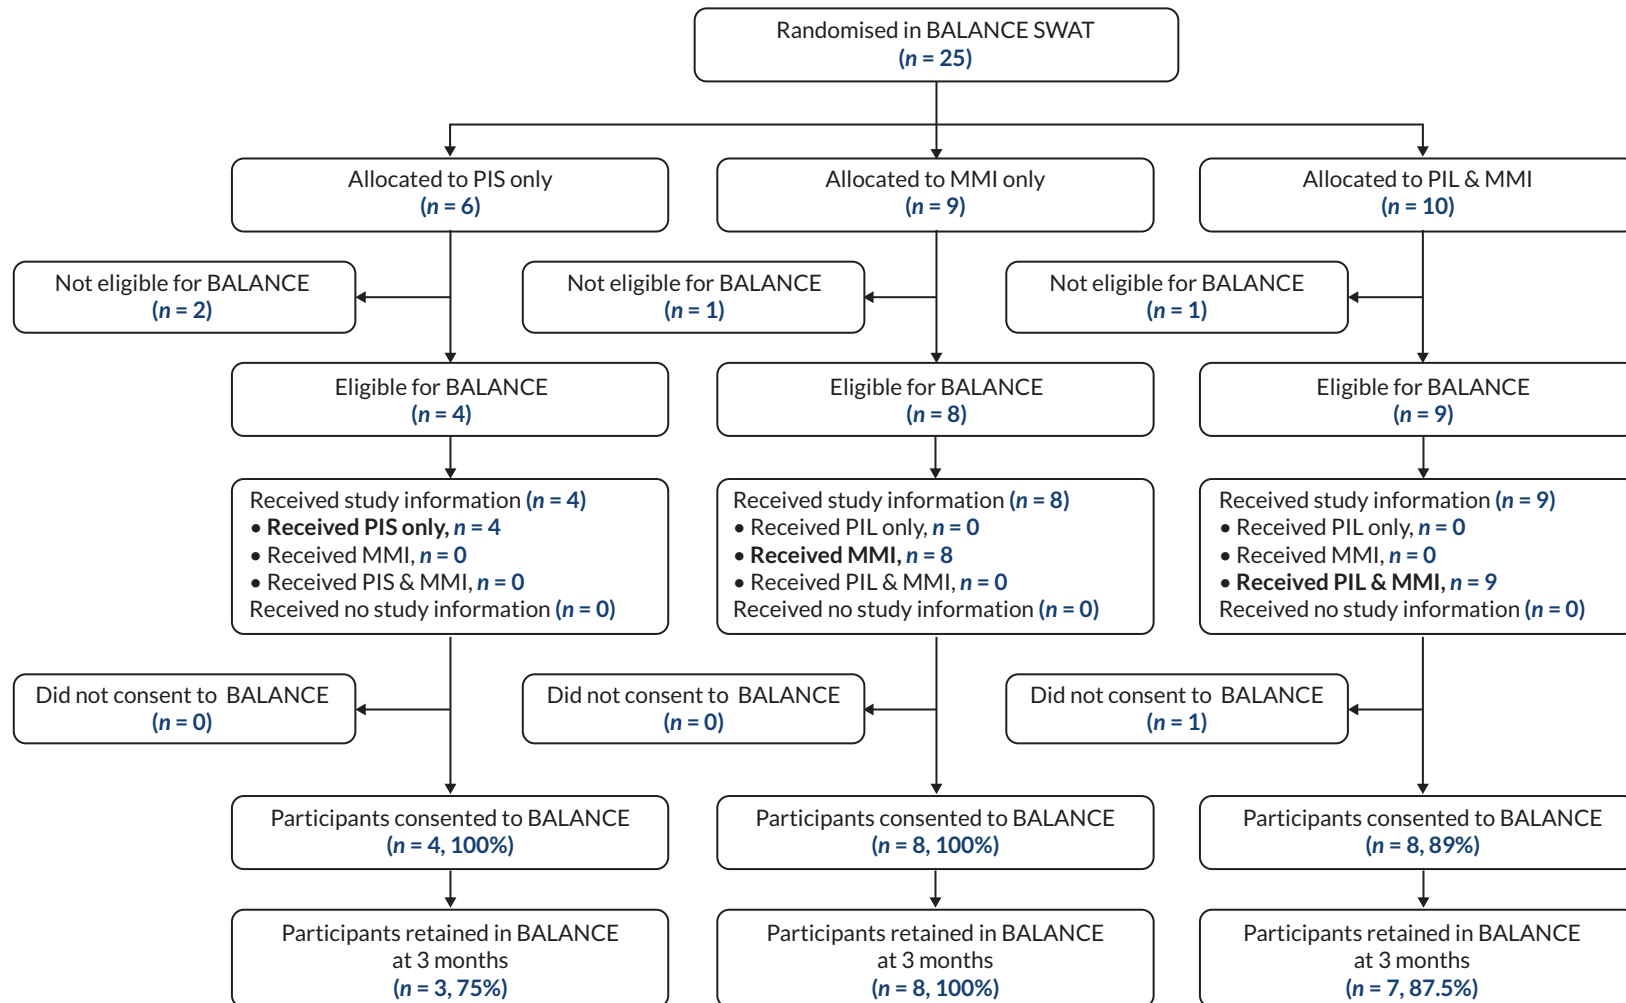 Randomised in BALANCE SWAT
(n = 25)
Allocated to PIS only
(n = 6)
Allocated to MMI only
(n = 9)
Allocated to PIL & MMI
(n = 10)
Not eligible for BALANCE
(n = 2)
Not eligible for BALANCE
(n = 1)
Not eligible for BALANCE
(n = 1)
Eligible for BALANCE
(n = 4)
Eligible for BALANCE
(n = 8)
Eligible for BALANCE
(n = 9)
Received study information (n = 4)
• Received PIS only, n = 4
• Received MMI, n = 0
• Received PIS & MMI, n = 0
Received no study information (n = 0)
Received study information (n = 8)
• Received PIL only, n = 0
• Received MMI, n = 8
• Received PIL & MMI, n = 0
Received no study information (n = 0)
Received study information (n = 9)
• Received PIL only, n = 0
• Received MMI, n = 0
• Received PIL & MMI, n = 9
Received no study information (n = 0)
Did not consent to BALANCE
(n = 0)
Did not consent to BALANCE
(n = 0)
Did not consent to BALANCE
(n = 1)
Participants consented to BALANCE
(n = 4, 100%)
Participants consented to BALANCE
(n = 8, 100%)
Participants consented to BALANCE
(n = 8, 89%)
Participants retained in BALANCE
at 3 months
(n = 3, 75%)
Participants retained in BALANCE
at 3 months
(n = 8, 100%)
Participants retained in BALANCE
at 3 months
(n = 7, 87.5%)